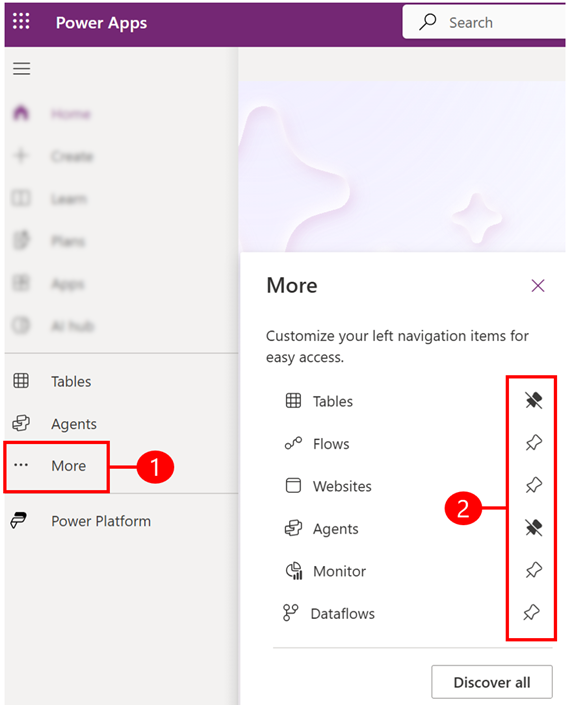 Power Apps
Search
Home
Create
Learn
Plans
Apps
AI hub
Tables
Agents
More
1
Power Platform
More
Customize your left navigation items for
easy access.
Tables
Flows
Websites
Agents
Monitor
Dataflows
2
Discover all